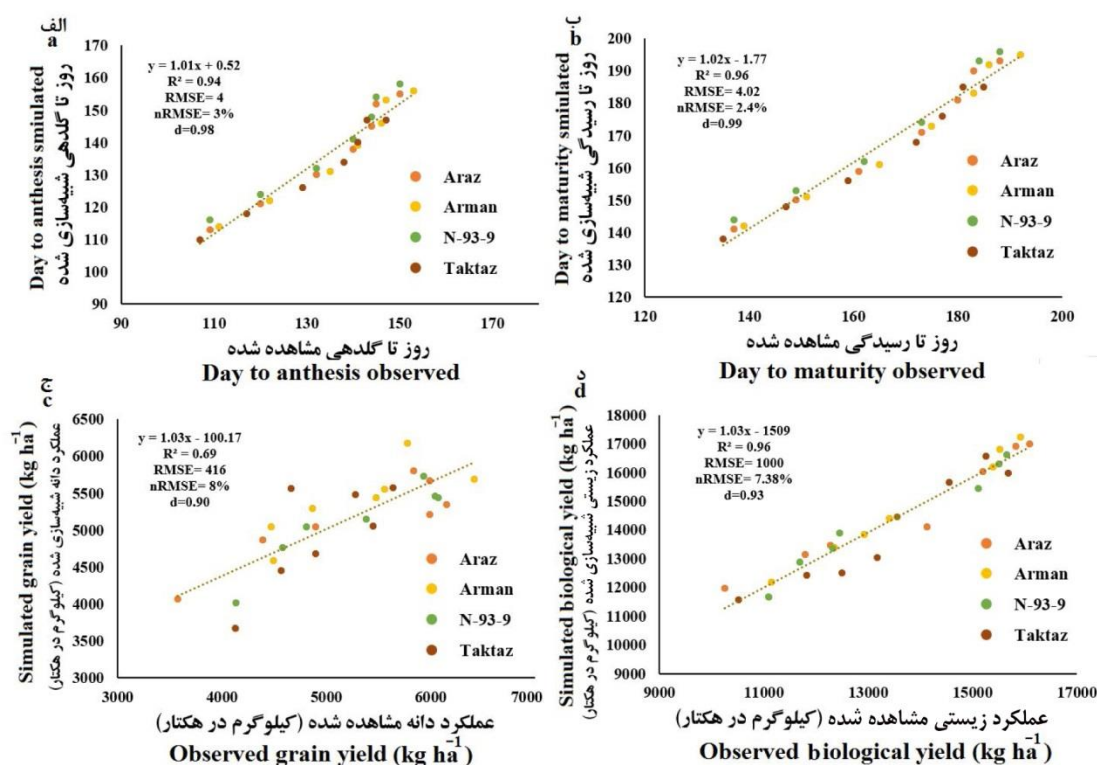 الف
a
Day to anthesis smiulated
روز تا گلدهی شبیه‌سازی شده
170
160
150
140
130
120
110
100
90
y = 1.01x + 0.52
R² = 0.94
RMSE= 4
nRMSE= 3%
d=0.98
Araz
Arman
N-93-9
Taktaz
90 110 130 150 170
روز تا گلدهی مشاهده شده
Day to anthesis observed
b
Day to maturity smiulated
روز تا رسیدگی شبیه‌سازی شده
200
190
180
170
160
150
140
130
120
y = 1.02x - 1.77
R² = 0.96
RMSE= 4.02
nRMSE= 2.4%
d=0.99
Araz
Arman
N-93-9
Taktaz
120 140 160 180 200
روز تا رسیدگی مشاهده شده
Day to maturity observed
ج
c
Simulated grain yield (kg ha⁻¹)
عملکرد دانه شبیه‌سازی شده (کیلوگرم در هکتار)
6500
6000
5500
5000
4500
4000
3500
3000
y = 1.03x - 100.17
R² = 0.69
RMSE= 416
nRMSE= 8%
d=0.90
Araz
Arman
N-93-9
Taktaz
3000 4000 5000 6000 7000
عملکرد دانه مشاهده شده (کیلوگرم در هکتار)
Observed grain yield (kg ha⁻¹)
d
Simulated biological yield (kg ha⁻¹)
عملکرد زیستی شبیه‌سازی شده (کیلوگرم در هکتار)
18000
17000
16000
15000
14000
13000
12000
11000
10000
9000
y = 1.03x - 1509
R² = 0.96
RMSE= 1000
nRMSE= 7.38%
d=0.93
Araz
Arman
N-93-9
Taktaz
9000 11000 13000 15000 17000
عملکرد زیستی مشاهده شده (کیلوگرم در هکتار)
Observed biological yield (kg ha⁻¹)